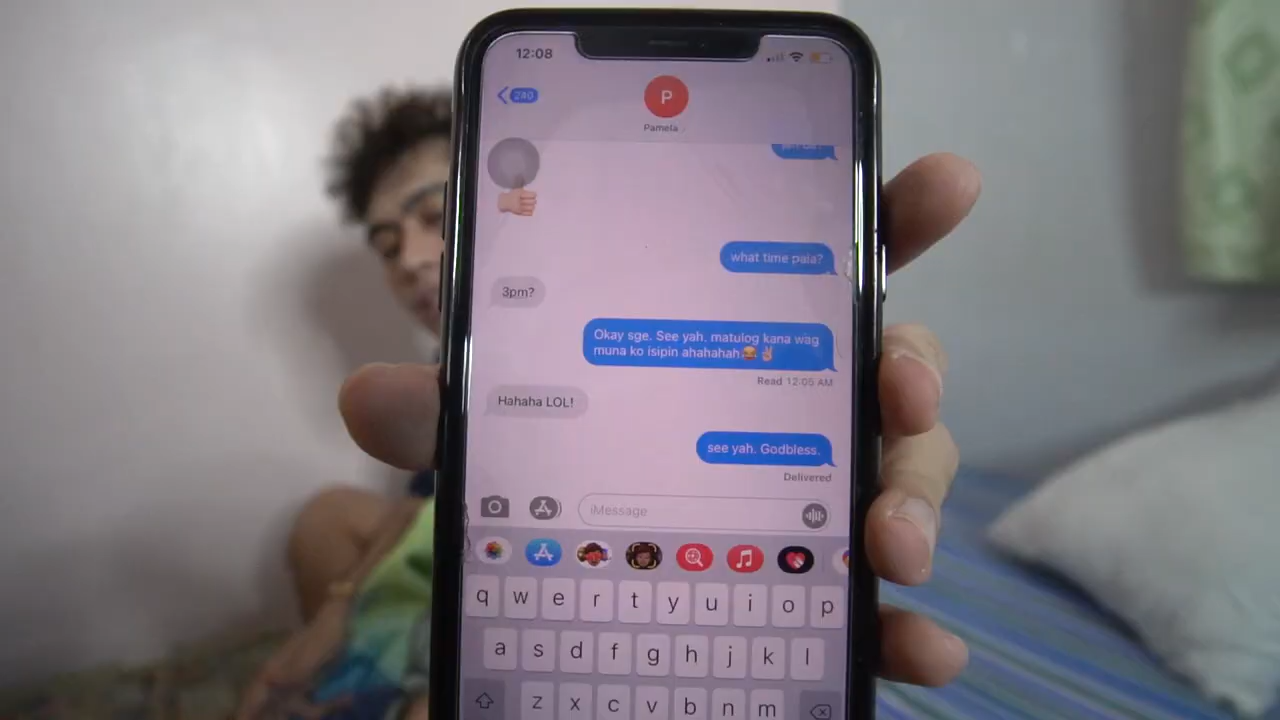 12:08
240
P
Pamela
what time pala?
3pm?
Okay sge. See yah. matulog kana wag
muna ko isipin ahahahah😂✌🏼
Read 12:05 AM
Hahaha LOL!
see yah. Godbless.
Delivered
iMessage
q w e r t y u i o p
a s d f g h j k l
z x c v b n m